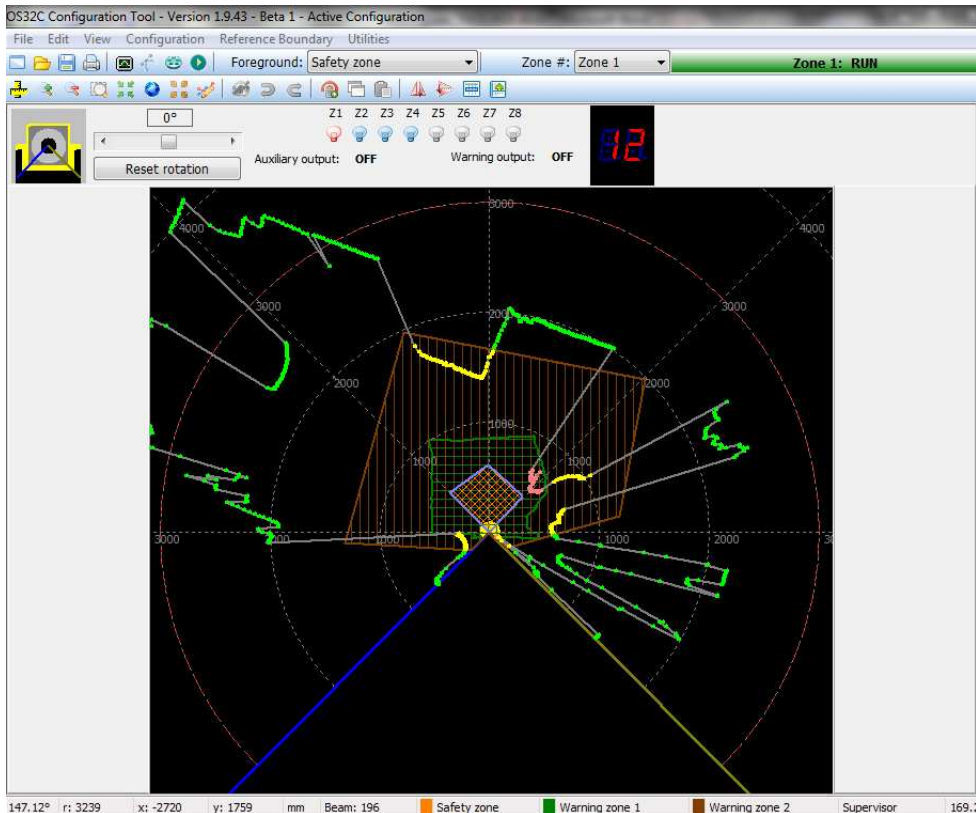 OS32C Configuration Tool - Version 1.9.43 - Beta 1 - Active Configuration
File Edit View Configuration Reference Boundary Utilities
Foreground: Safety zone Zone #: Zone 1 Zone 1: RUN
0° Z1 Z2 Z3 Z4 Z5 Z6 Z7 Z8
Reset rotation Auxiliary output: OFF Warning output: OFF 12
3000
4000 4000
3000 2000 3000
2000 2000
1000
1000 1000
3000 2000 1000 1000 2000 3
147.12° r: 3239 x: -2720 y: 1759 mm Beam: 196 Safety zone Warning zone 1 Warning zone 2 Supervisor 169.2